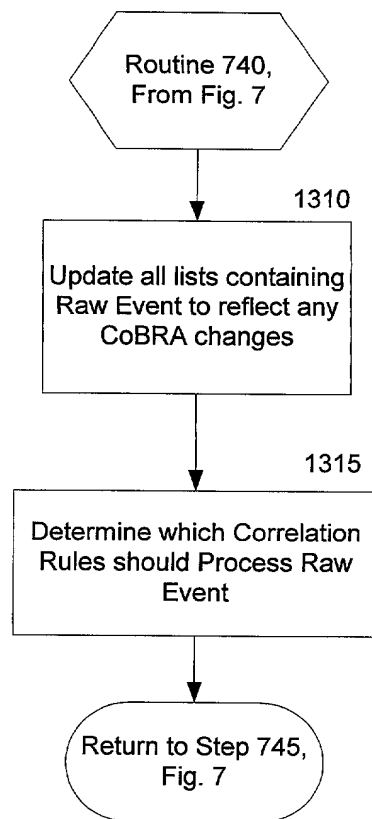 Routine 740,
From Fig. 7
1310
Update all lists containing
Raw Event to reflect any
CoBRA changes
1315
Determine which Correlation
Rules should Process Raw
Event
Return to Step 745,
Fig. 7